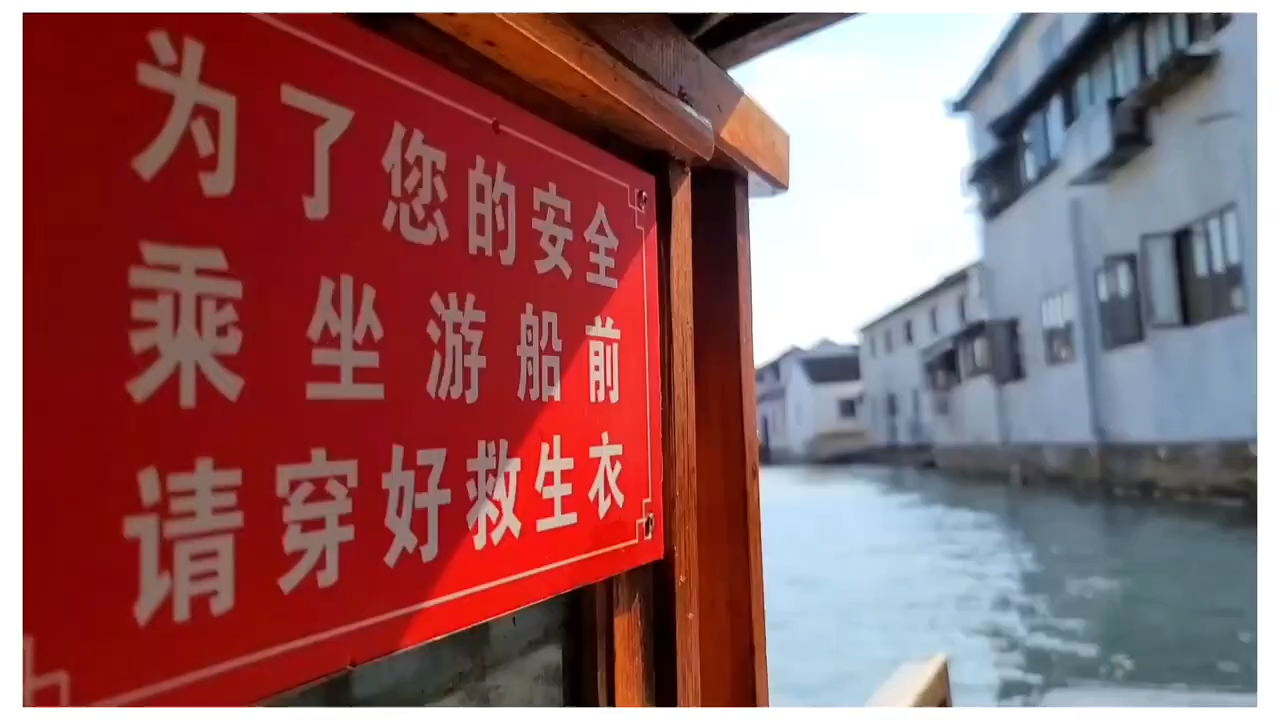 为了您的安全
乘坐游船前
请穿好救生衣